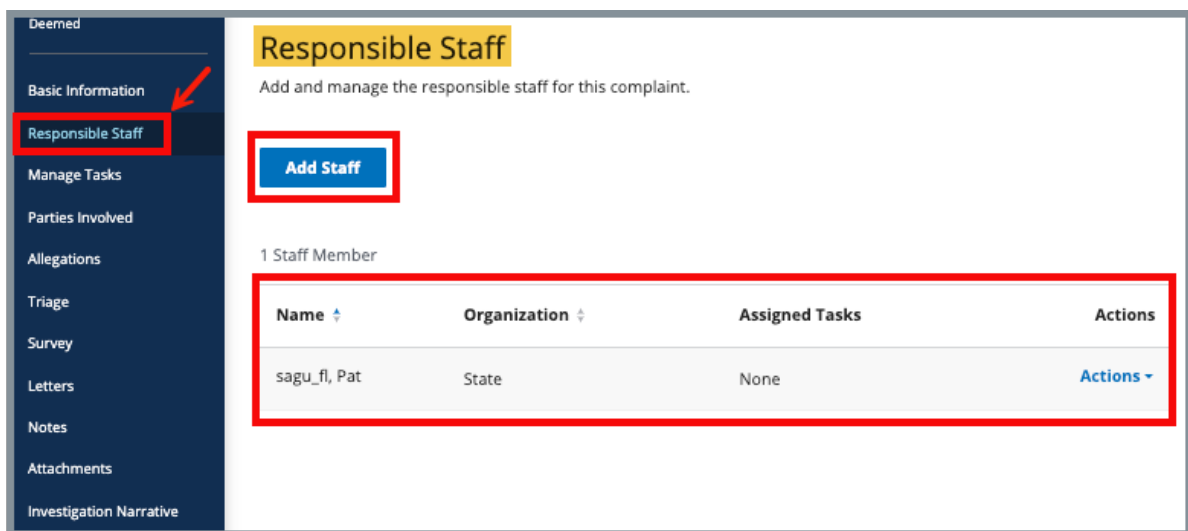 Deemed
Basic Information
Responsible Staff
Manage Tasks
Parties Involved
Allegations
Triage
Survey
Letters
Notes
Attachments
Investigation Narrative
Responsible Staff
Add and manage the responsible staff for this complaint.
Add Staff
1 Staff Member
Name Organization Assigned Tasks Actions
sagu_fl, Pat State None Actions